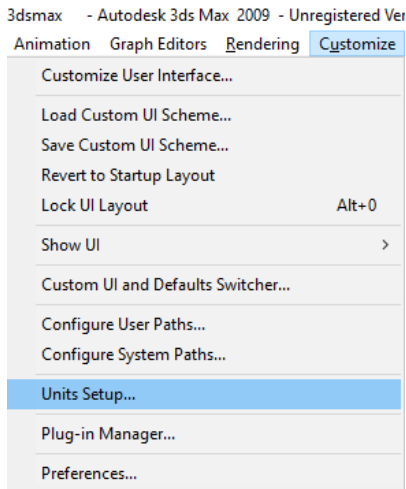 3dsmax - Autodesk 3ds Max 2009 - Unregistered Ver
Animation Graph Editors Rendering Customize
Customize User Interface...
Load Custom UI Scheme...
Save Custom UI Scheme...
Revert to Startup Layout
Lock UI Layout Alt+0
Show UI >
Custom UI and Defaults Switcher...
Configure User Paths...
Configure System Paths...
Units Setup...
Plug-in Manager...
Preferences...